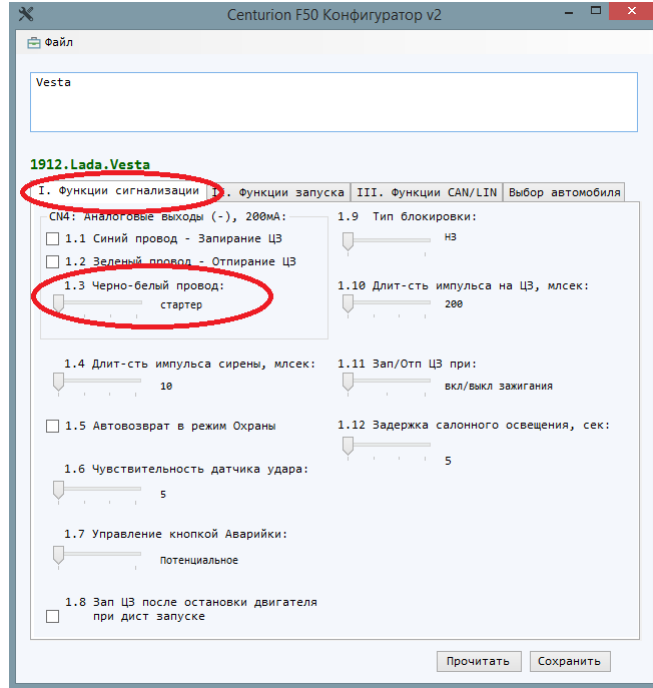 Centurion F50 Конфигуратор v2
Файл
Vesta
1912.Lada.Vesta
I. Функции сигнализации
. Функции запуска
III. Функции CAN/LIN
Выбор автомобиля
CN4: Аналоговые выходы (-), 200мА:
1.1 Синий провод - Запирание ЦЗ
1.2 Зеленый провод - Отпирание ЦЗ
1.3 Черно-белый провод:
стартер
1.4 Длит-сть импульса сирены, млсек:
10
1.5 Автовозврат в режим Охраны
1.6 Чувствительность датчика удара:
5
1.7 Управление кнопкой Аварийки:
Потенциальное
1.8 Зап ЦЗ после остановки двигателя
при дист запуске
1.9 Тип блокировки:
НЗ
1.10 Длит-сть импульса на ЦЗ, млсек:
200
1.11 Зап/Отп ЦЗ при:
вкл/выкл зажигания
1.12 Задержка салонного освещения, сек:
5
Прочитать
Сохранить